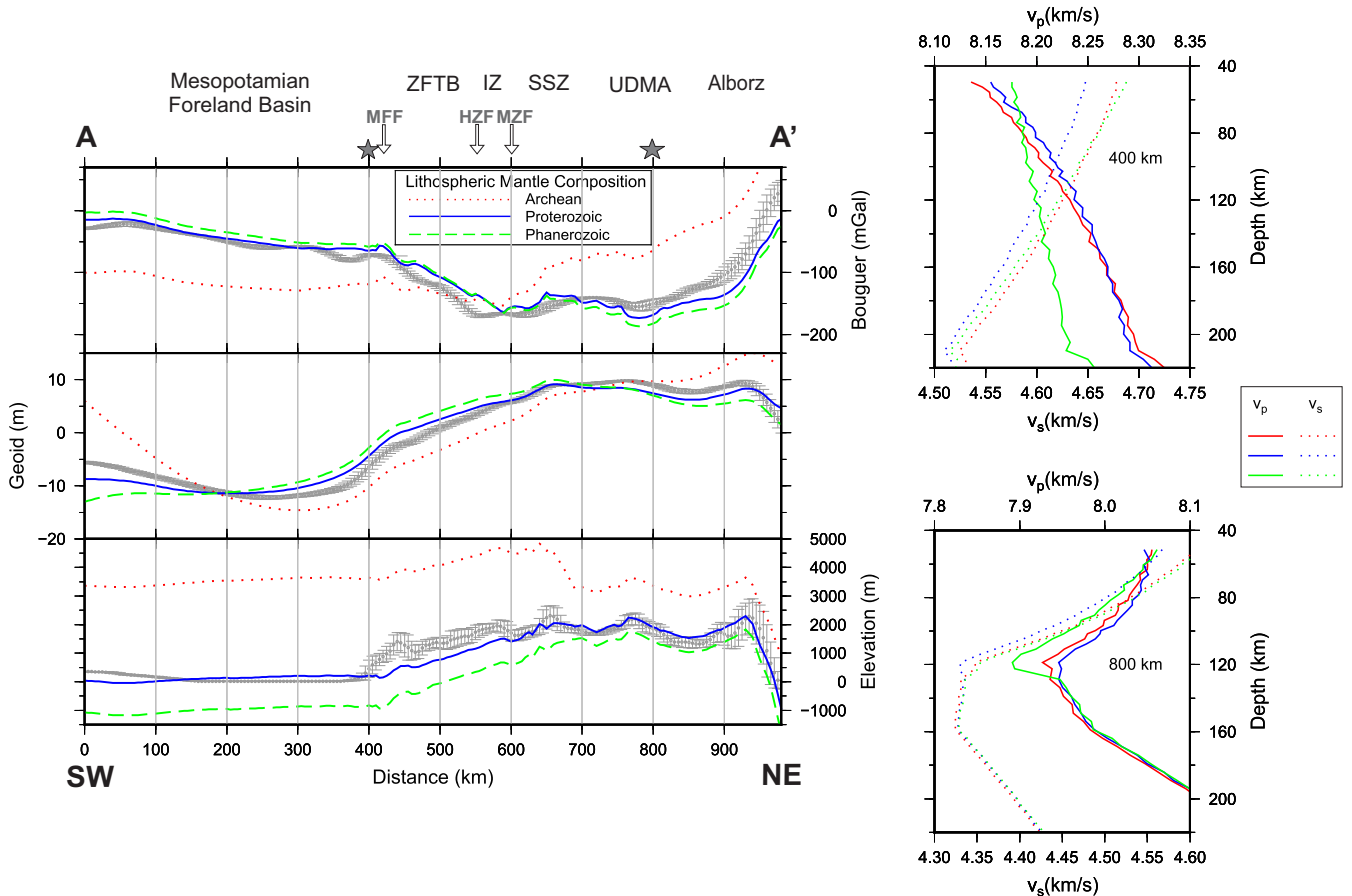 Mesopotamian
Foreland Basin
ZFTB
IZ
SSZ
UDMA
Alborz
MFF
HZF
MZF
A
A'
Lithospheric Mantle Composition
Archean
Proterozoic
Phanerozoic
0
−100
−200
Bouguer (mGal)
10
0
−10
−20
Geoid (m)
5000
4000
3000
2000
1000
0
−1000
Elevation (m)
0 100 200 300 400 500 600 700 800 900
SW
Distance (km)
NE
vp(km/s)
8.10 8.15 8.20 8.25 8.30 8.35
40
80
120
160
200
Depth (km)
400 km
4.50 4.55 4.60 4.65 4.70 4.75
vs(km/s)
vp vs
vp(km/s)
7.8 7.9 8.0 8.1
40
80
120
160
200
Depth (km)
800 km
4.30 4.35 4.40 4.45 4.50 4.55 4.60
vs(km/s)